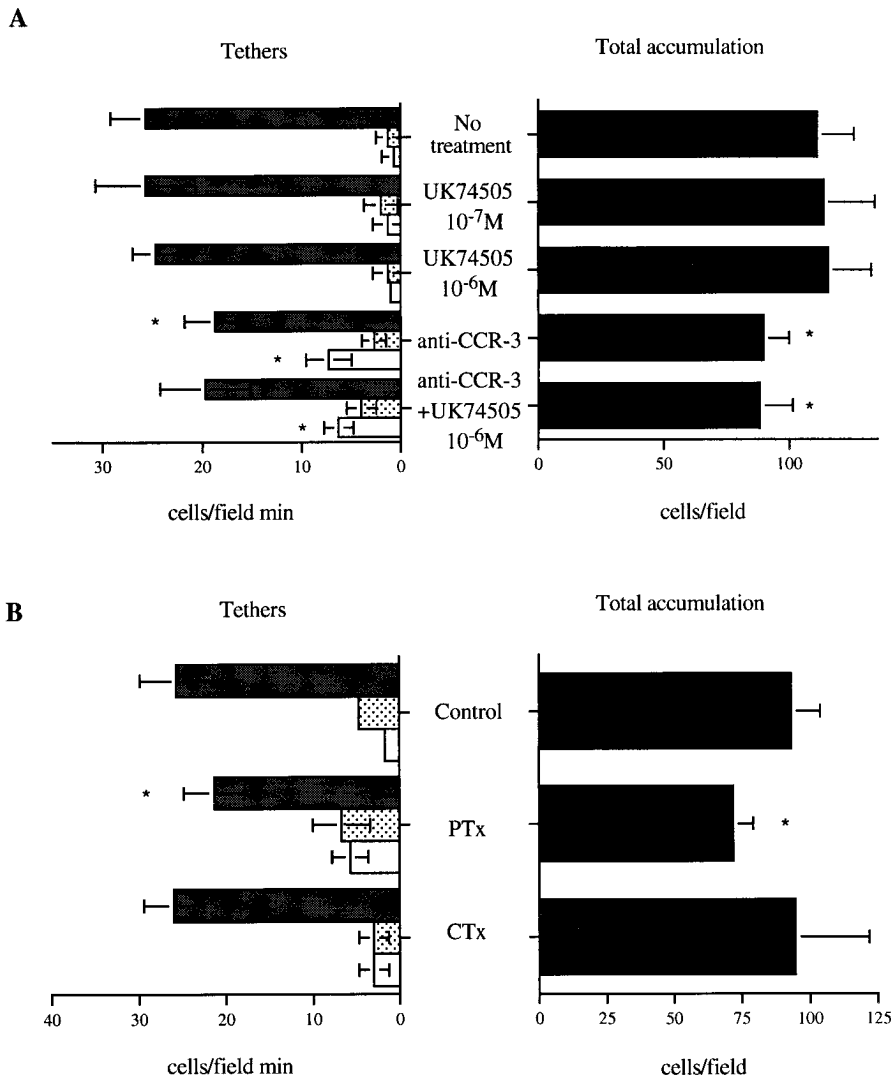 A
Tethers
Total accumulation
No
treatment
UK74505
10-7M
UK74505
10-6M
* anti-CCR-3 *
*
anti-CCR-3
+UK74505
10-6M
* *
30 20 10 0
0 50 100
cells/field min
cells/field
B
Tethers
Total accumulation
Control
* PTx *
CTx
40 30 20 10 0
0 25 50 75 100 125
cells/field min
cells/field